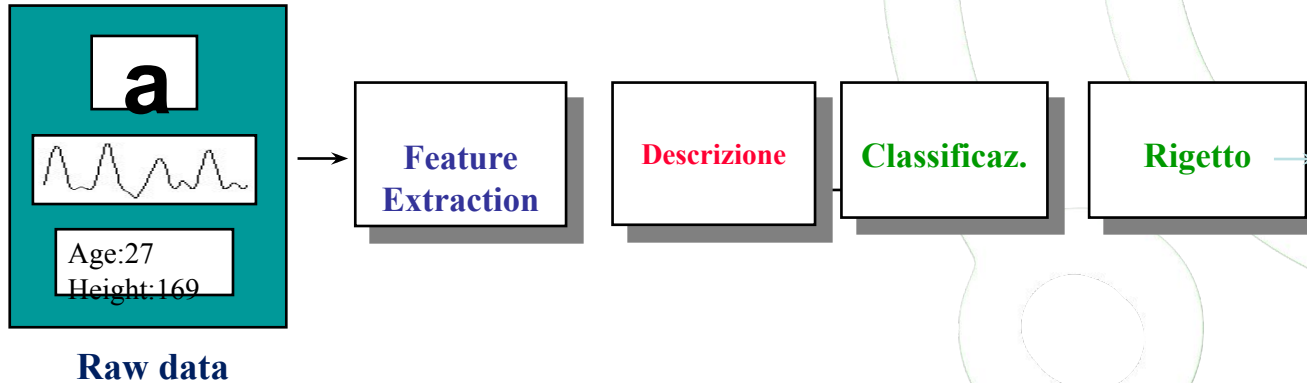 a
Age:27
Height:169
Raw data
Feature
Extraction
Descrizione
Classificaz.
Rigetto